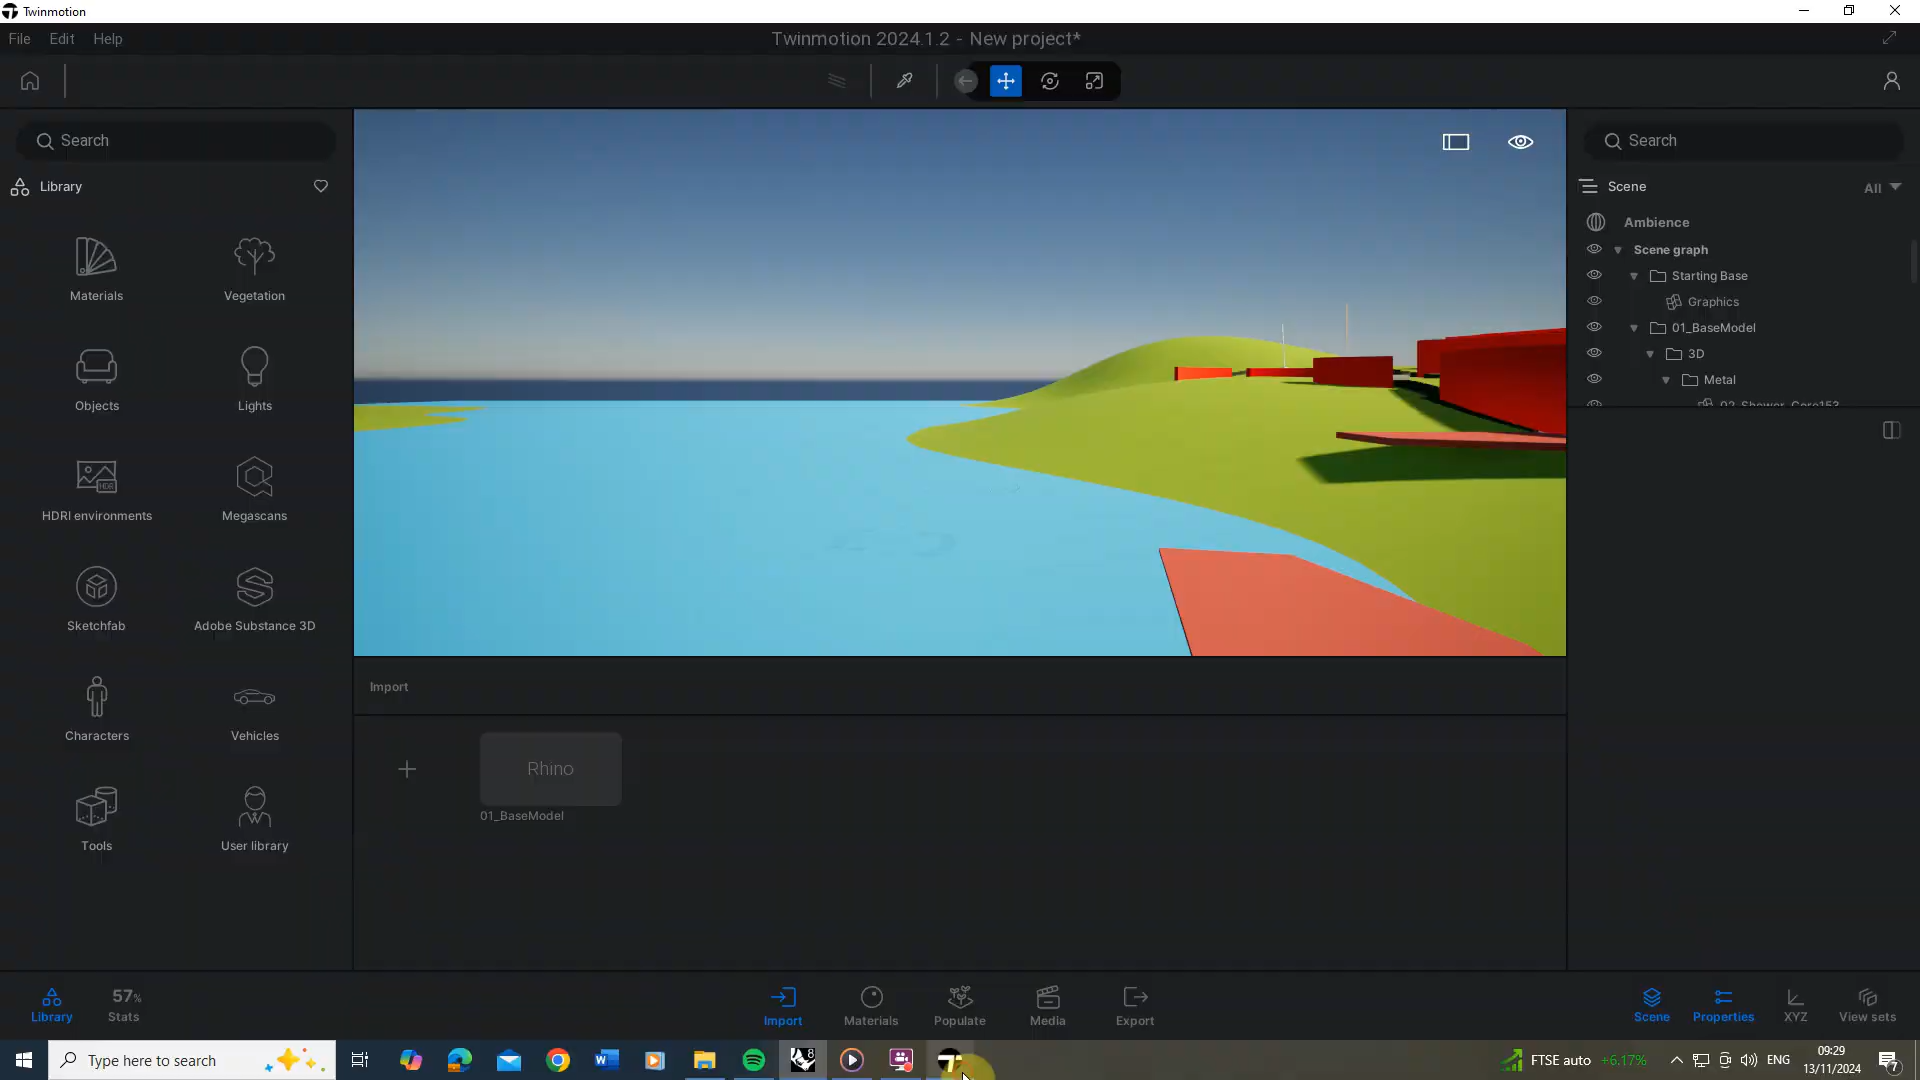 Twinmotion
File Edit Help
Twinmotion 2024.1.2 - New project*
Search
Library
Materials
Vegetation
Objects
Lights
HDRI environments
Megascans
Sketchfab
Adobe Substance 3D
Characters
Vehicles
Tools
User library
Search
Scene
All
Ambience
Scene graph
Starting Base
Graphics
01_BaseModel
3D
Metal
02_Shower_Core153
Import
Rhino
01_BaseModel
Library
57%
Stats
Import
Materials
Populate
Media
Export
Scene
Properties
XYZ
View sets
Type here to search
FTSE auto +6.17%
ENG
09:29
13/11/2024
7